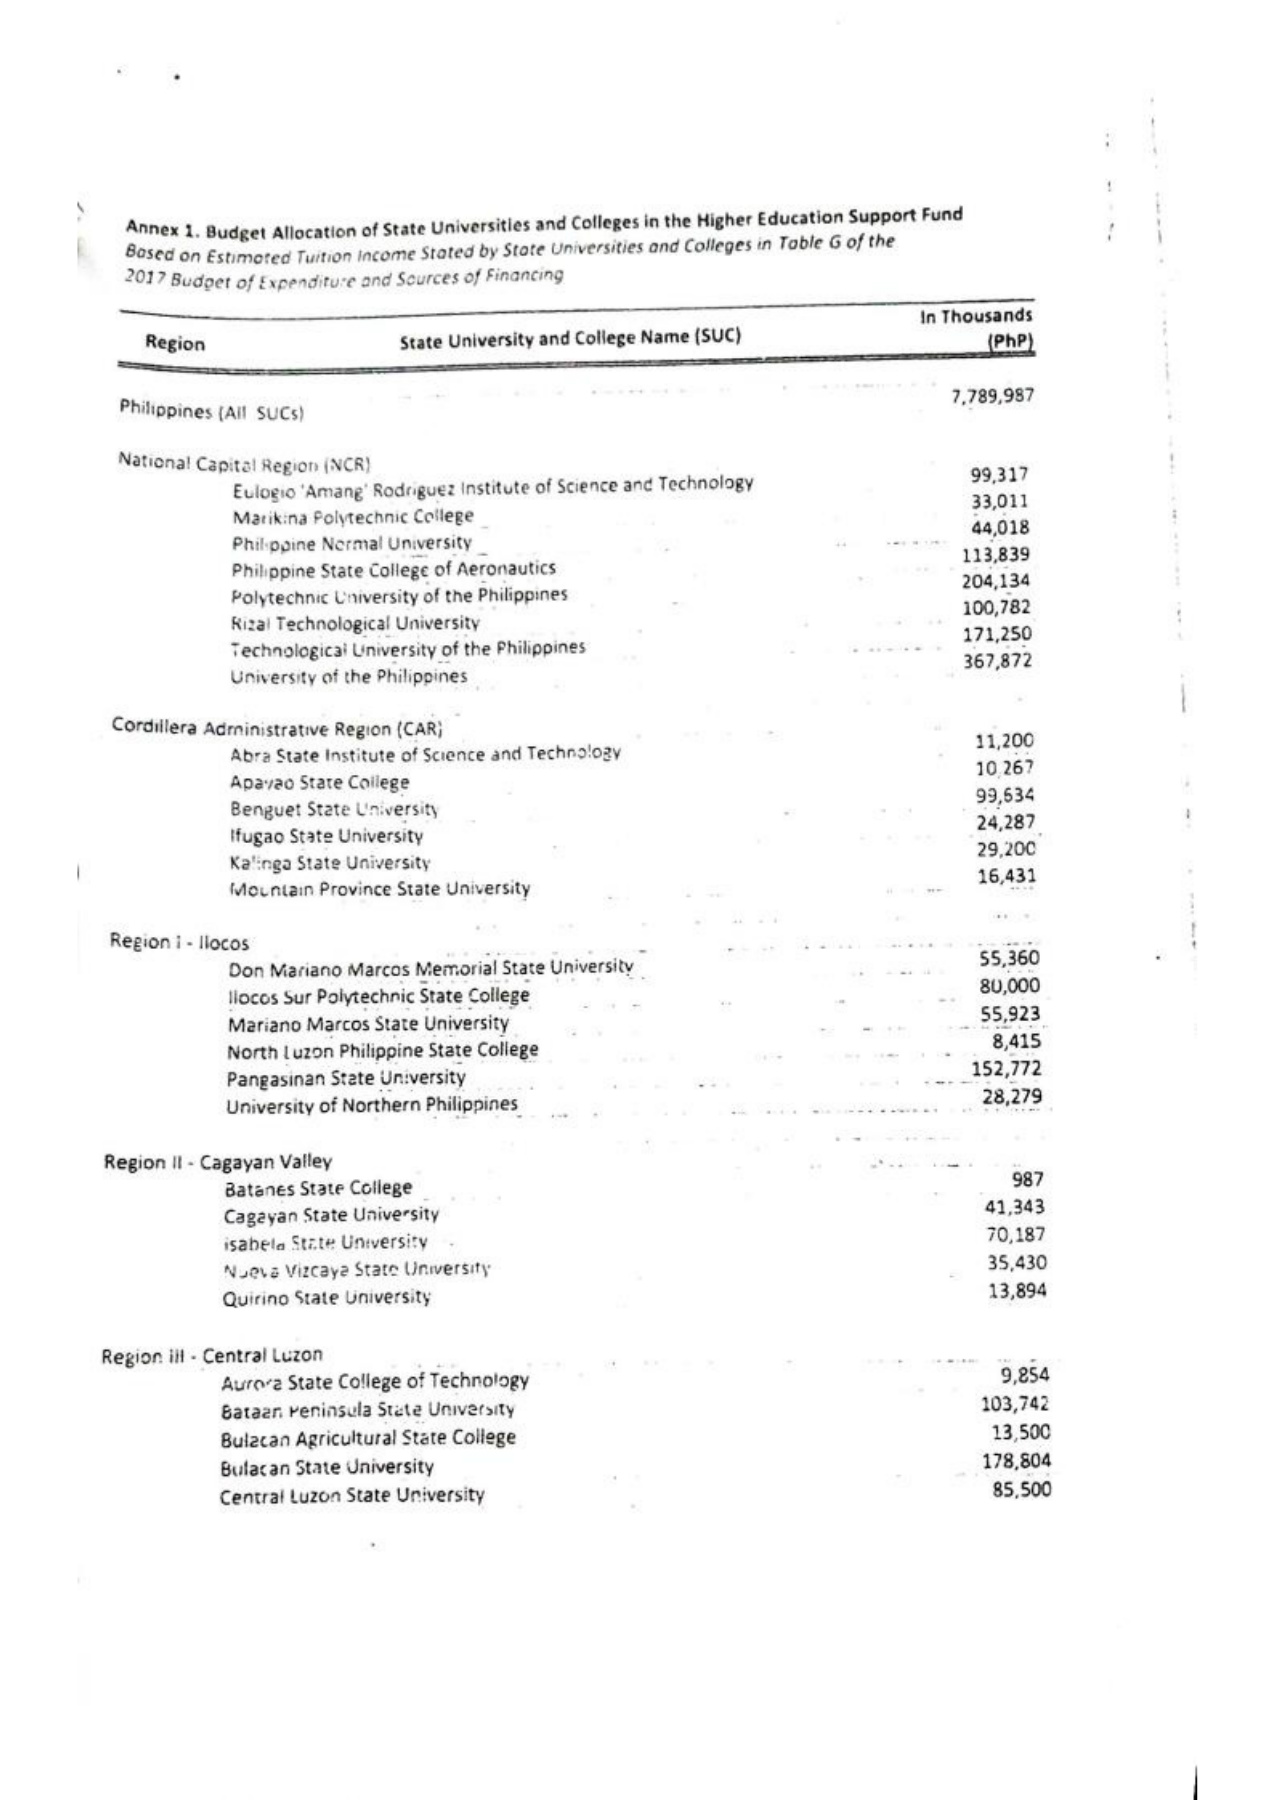 Annex 1. Budget Allocation of State Universities and Colleges in the Higher Education Support Fund
Based on Estimated Tuition Income Stated by State Universities and Colleges in Table G of the
2017 Budget of Expenditure and Sources of Financing
Region State University and College Name (SUC) In Thousands (PhP)
Philippines (All SUCs) 7,789,987
National Capital Region (NCR)
Eulogio 'Amang' Rodriguez Institute of Science and Technology 99,317
Marikina Polytechnic College 33,011
Philippine Normal University 44,018
Philippine State College of Aeronautics 113,839
Polytechnic University of the Philippines 204,134
Rizal Technological University 100,782
Technological University of the Philippines 171,250
University of the Philippines 367,872
Cordillera Administrative Region (CAR)
Abra State Institute of Science and Technology 11,200
Apayao State College 10,267
Benguet State University 99,634
Ifugao State University 24,287
Kalinga State University 29,200
Mountain Province State University 16,431
Region I - Ilocos
Don Mariano Marcos Memorial State University 55,360
Ilocos Sur Polytechnic State College 80,000
Mariano Marcos State University 55,923
North Luzon Philippine State College 8,415
Pangasinan State University 152,772
University of Northern Philippines 28,279
Region II - Cagayan Valley
Batanes State College 987
Cagayan State University 41,343
Isabela State University 70,187
Nueva Vizcaya State University 35,430
Quirino State University 13,894
Region III - Central Luzon
Aurora State College of Technology 9,854
Bataan Peninsula State University 103,742
Bulacan Agricultural State College 13,500
Bulacan State University 178,804
Central Luzon State University 85,500